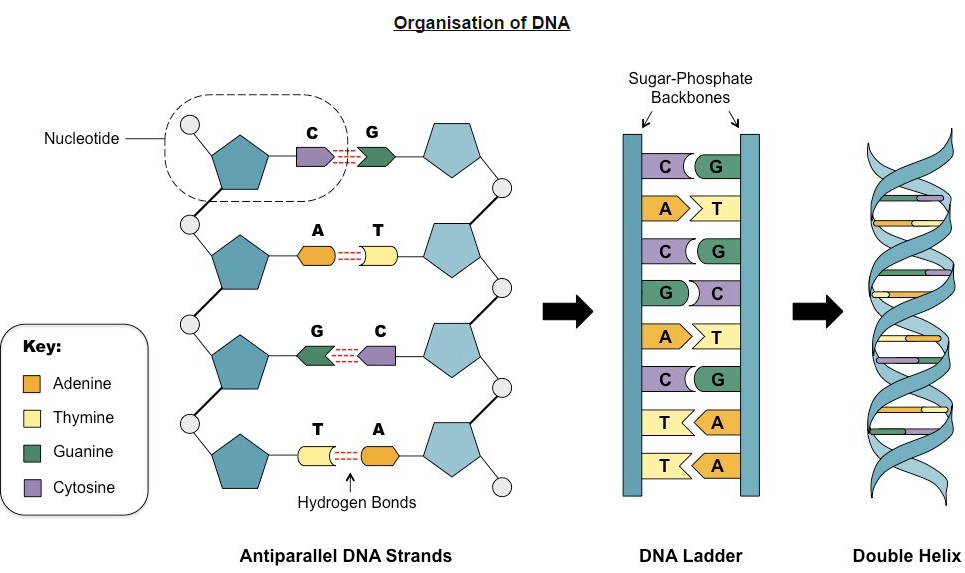 Organisation of DNA
Sugar-Phosphate
Backbones
Nucleotide
C G
A T
G C
T A
Hydrogen Bonds
Key:
Adenine
Thymine
Guanine
Cytosine
C G
A T
C G
G C
A T
C G
T A
T A
Antiparallel DNA Strands
DNA Ladder
Double Helix